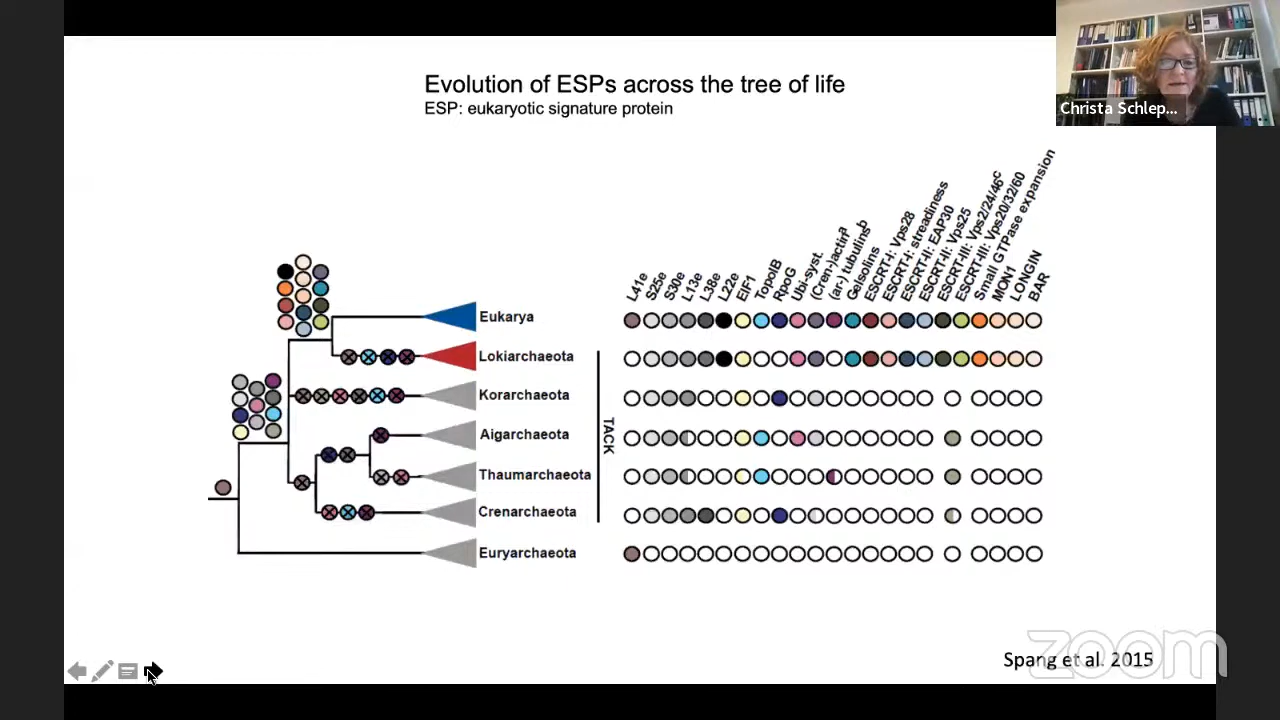 Evolution of ESPs across the tree of life
ESP: eukaryotic signature protein
Christa Schlep...
L41e
S25e
S30e
L13e
L38e
L22e
EIF1
TopoIB
RpoG
Ubi-syst.
(Cren-)actin a
(ar-) tubulins b
Gelsolins
ESCRT-I: Vps28
ESCRT-I: streadiness
ESCRT-II: EAP30
ESCRT-II: Vps25
ESCRT-III: Vps2/24/46 c
ESCRT-III: Vps20/32/60
Small GTPase expansion
MON1
LONGIN
BAR
Eukarya
Lokiarchaeota
Korarchaeota
Aigarchaeota
Thaumarchaeota
Crenarchaeota
Euryarchaeota
TACK
Spang et al. 2015
zoom